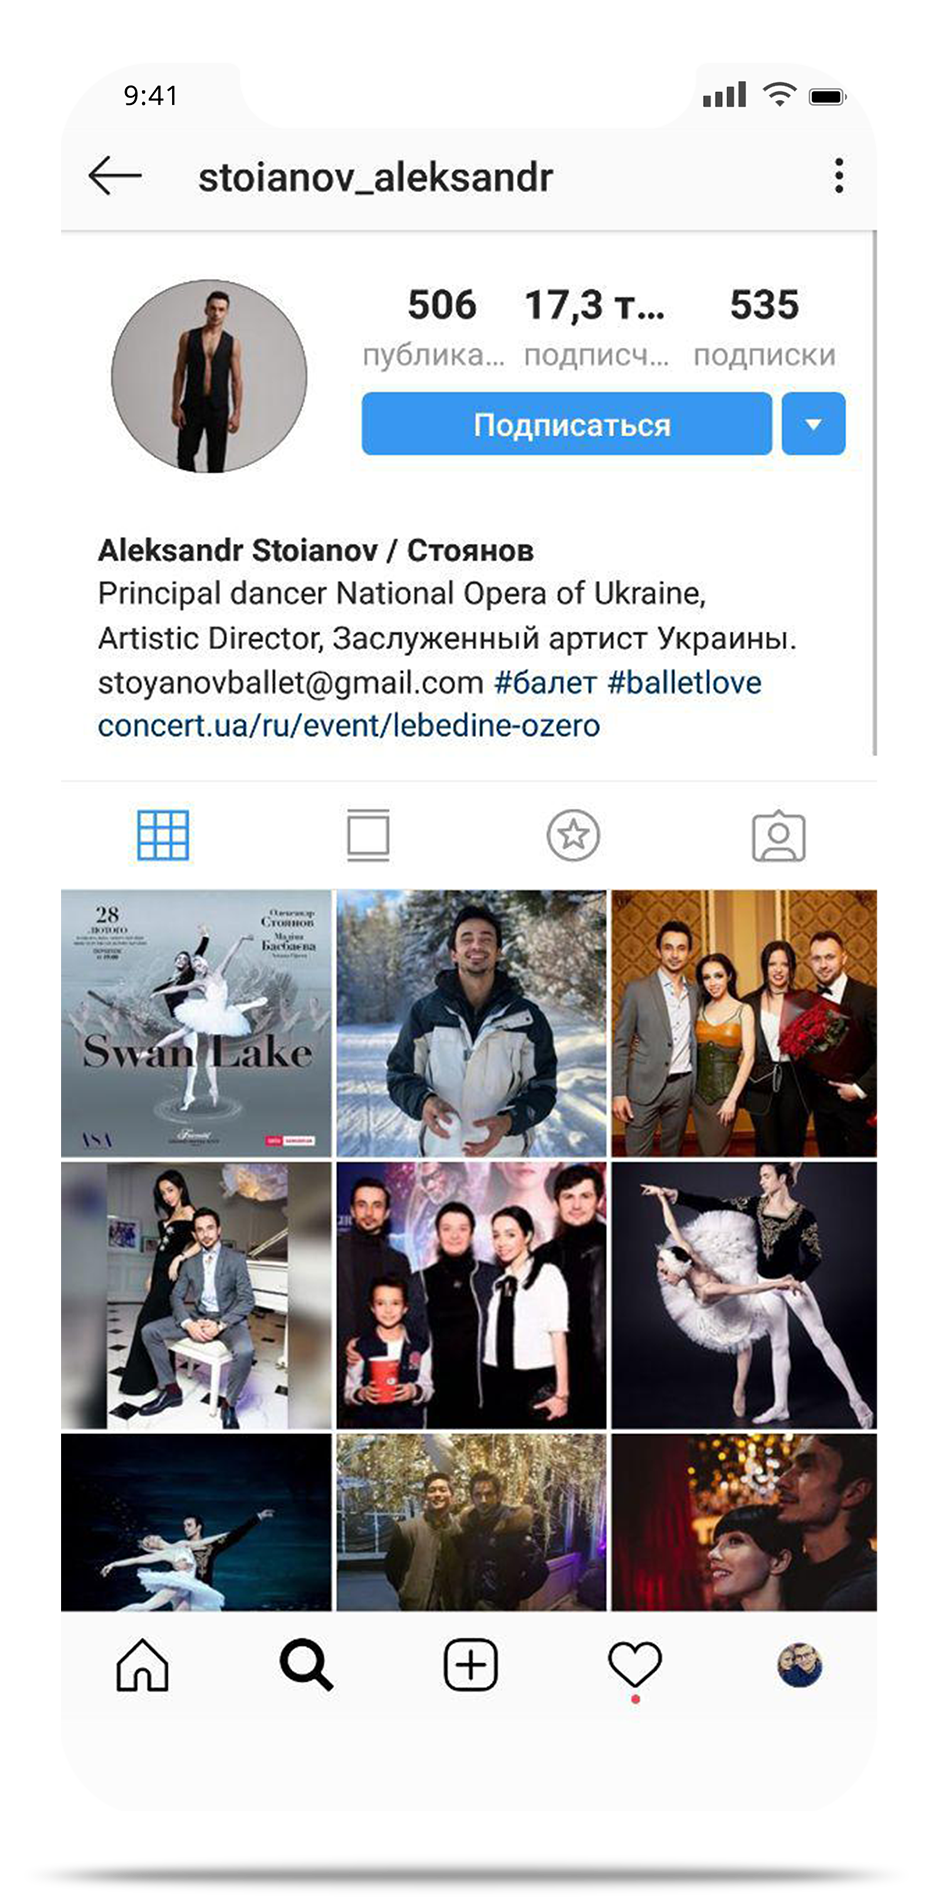 9:41
stoianov_aleksandr
506 17,3 т... 535
публика... подписч... подписки
Подписаться
Aleksandr Stoianov / Стоянов
Principal dancer National Opera of Ukraine,
Artistic Director, Заслуженный артист Украины.
stoyanovballet@gmail.com #балет #balletlove
concert.ua/ru/event/lebedine-ozero
28
ЛЮТОГО
Олександр
Стоянов
Swan Lake